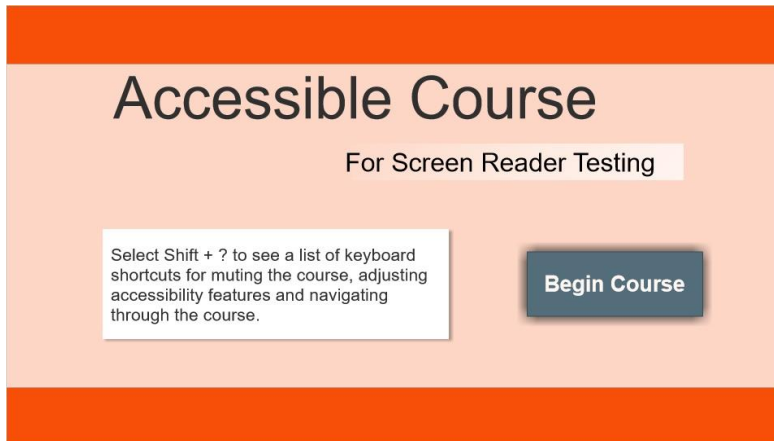 Accessible Course
For Screen Reader Testing
Select Shift + ? to see a list of keyboard
shortcuts for muting the course, adjusting
accessibility features and navigating
through the course.
Begin Course